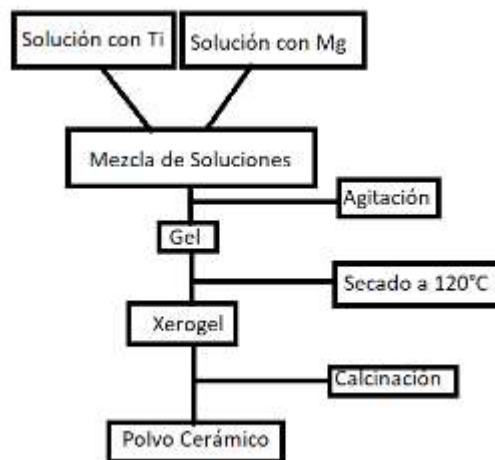 Solución con Ti
Solución con Mg
Mezcla de Soluciones
Agitación
Gel
Secado a 120°C
Xerogel
Calcinación
Polvo Cerámico